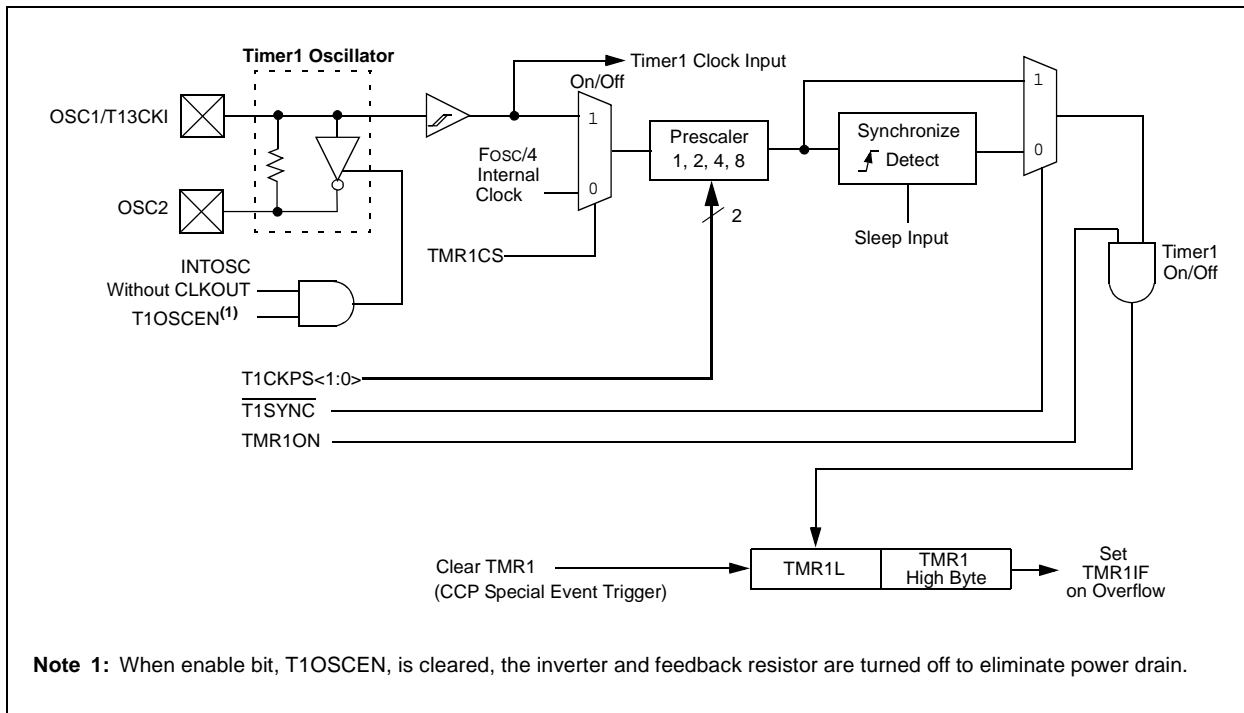 Timer1 Oscillator
Timer1 Clock Input
On/Off
OSC1/T13CKI
1
1
Prescaler
1, 2, 4, 8
Synchronize
Detect
FOSC/4
Internal
Clock
0
0
OSC2
2
Sleep Input
TMR1CS
Timer1
On/Off
INTOSC
Without CLKOUT
T1OSCEN(1)
T1CKPS<1:0>
T1SYNC
TMR1ON
Clear TMR1
(CCP Special Event Trigger)
TMR1L
TMR1
High Byte
Set
TMR1IF
on Overflow
Note 1: When enable bit, T1OSCEN, is cleared, the inverter and feedback resistor are turned off to eliminate power drain.